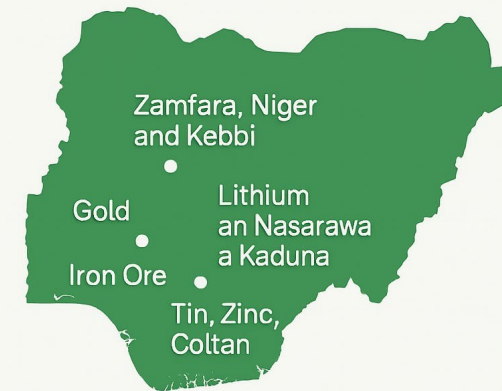 Zamfara, Niger
and Kebbi
Lithium
an Nasarawa
a Kaduna
Gold
Iron Ore
Tin, Zinc,
Coltan